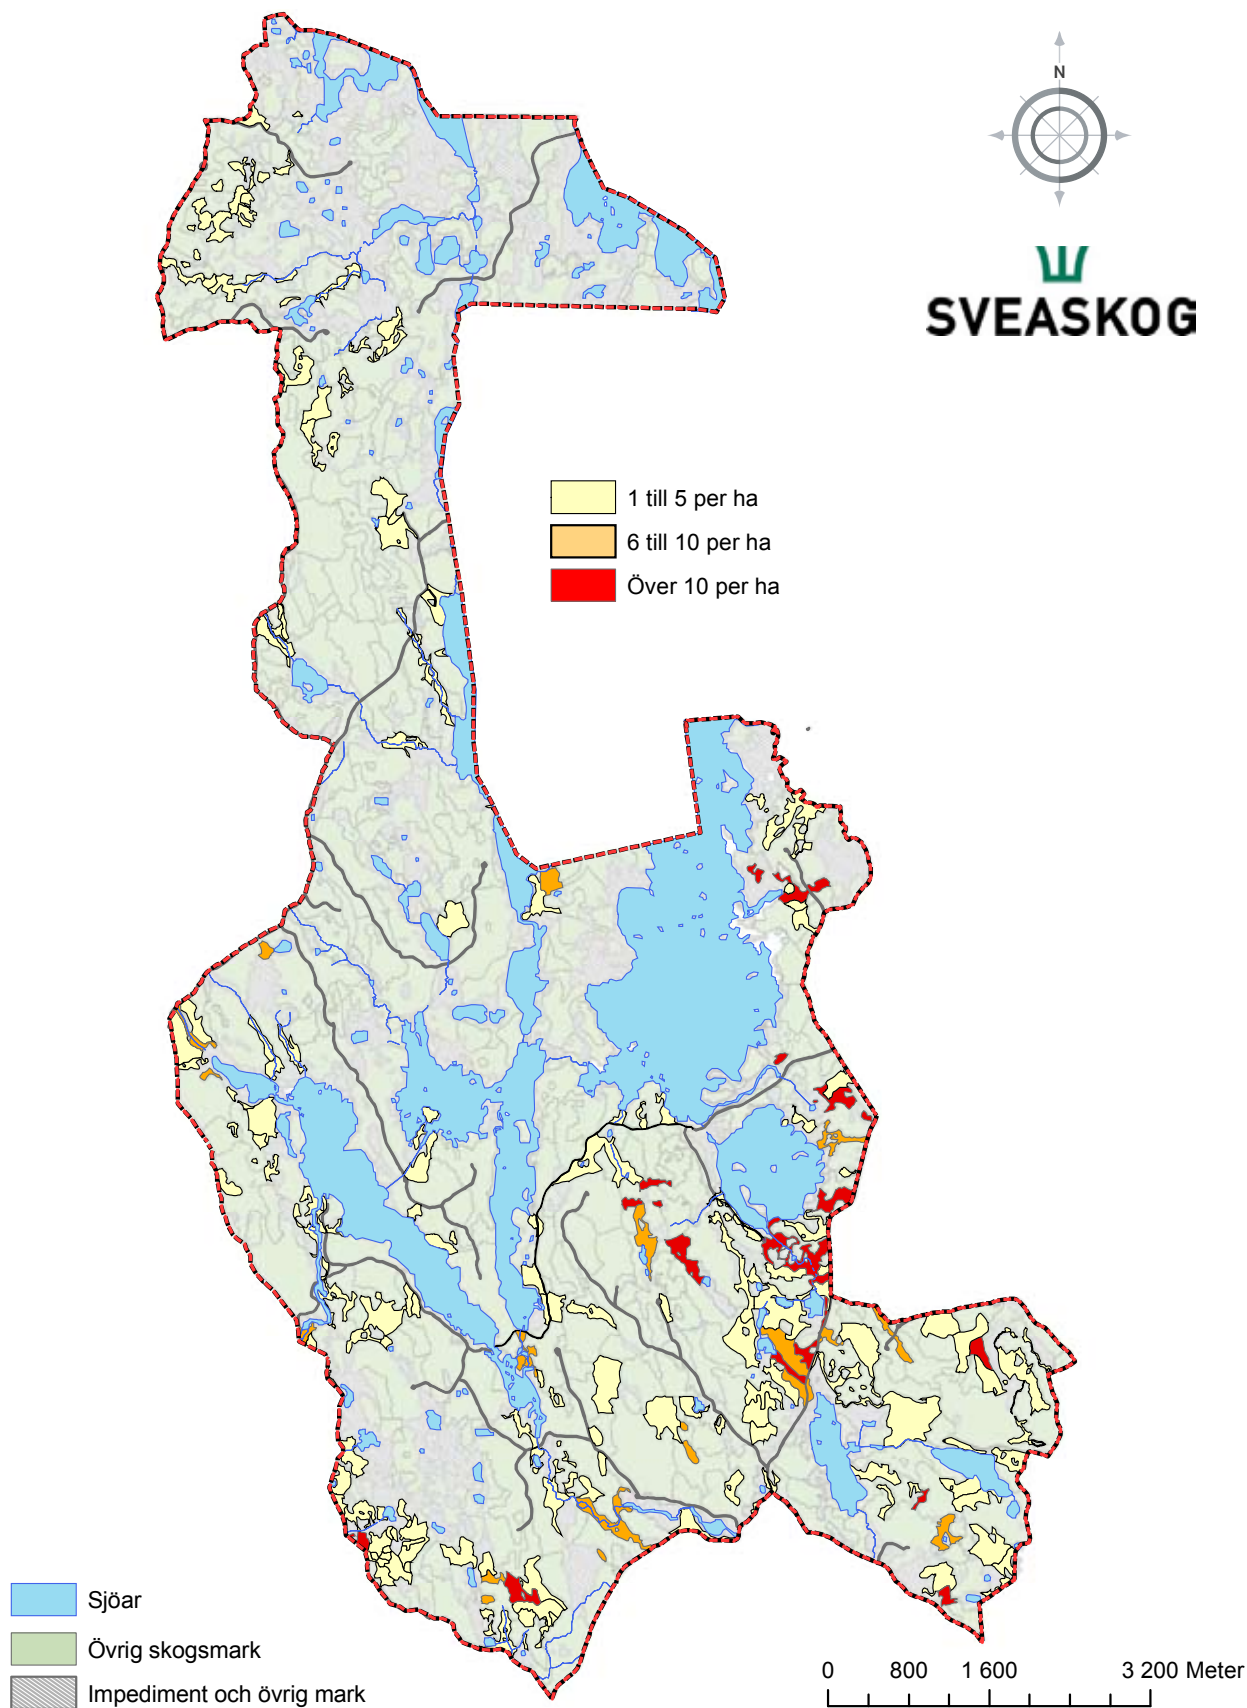 N
SVEASKOG
1 till 5 per ha
6 till 10 per ha
Över 10 per ha
Sjöar
Övrig skogsmark
Impediment och övrig mark
0 800 1 600 3 200 Meter